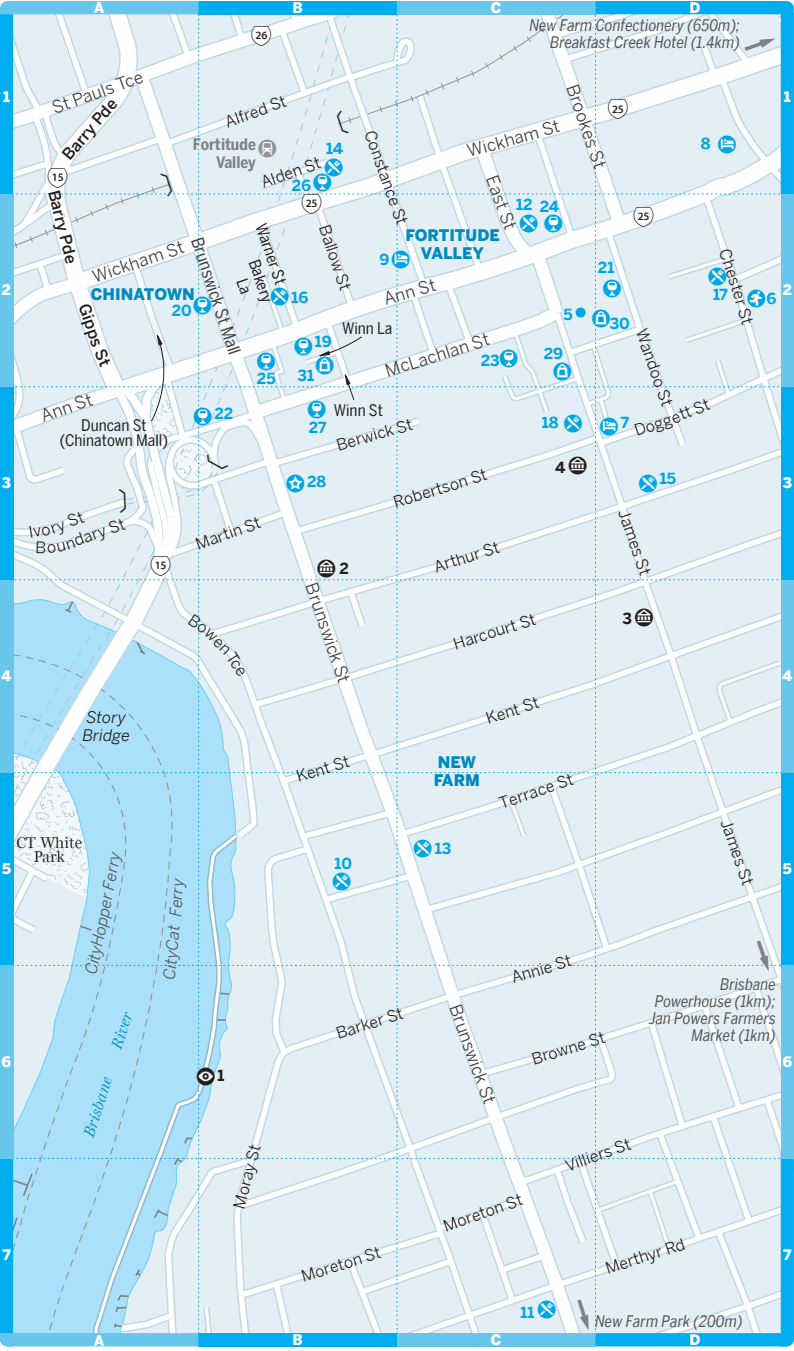 A
B
C
D
New Farm Confectionery (650m);
Breakfast Creek Hotel (1.4km)
26
1
1
St Pauls Tce
Barry Pde
Alfred St
Brookes St
25
Wickham St
Constance St
Fortitude
Valley
14
8
15
Alden St
26
25
East St
12
24
25
Barry Pde
Wickham St
Brunswick St Mall
Warner St
Bakery
La
Ballow St
9
FORTITUDE
VALLEY
Chester St
21
2
CHINATOWN
20
16
Ann St
17
6
2
Gipps St
5
30
Winn La
19
McLachlan St
Wandoo St
25
31
23
29
Ann St
Duncan St
(Chinatown Mall)
22
27
Winn St
Berwick St
18
7
Doggett St
4
3
28
Robertson St
15
3
Ivory St
Boundary St
Martin St
James St
15
2
Arthur St
Bowen Tce
Brunswick St
Harcourt St
3
4
4
Story
Bridge
Kent St
Kent St
NEW
FARM
Terrace St
James St
CT White
Park
13
5
10
5
CityHopper Ferry
CityCat Ferry
Annie St
Brisbane
Powerhouse (1km);
Jan Powers Farmers
Market (1km)
Barker St
Brunswick St
Browne St
6
Brisbane River
1
6
Moray St
Villiers St
Moreton St
7
Moreton St
Merthyr Rd
7
11
New Farm Park (200m)
A
B
C
D